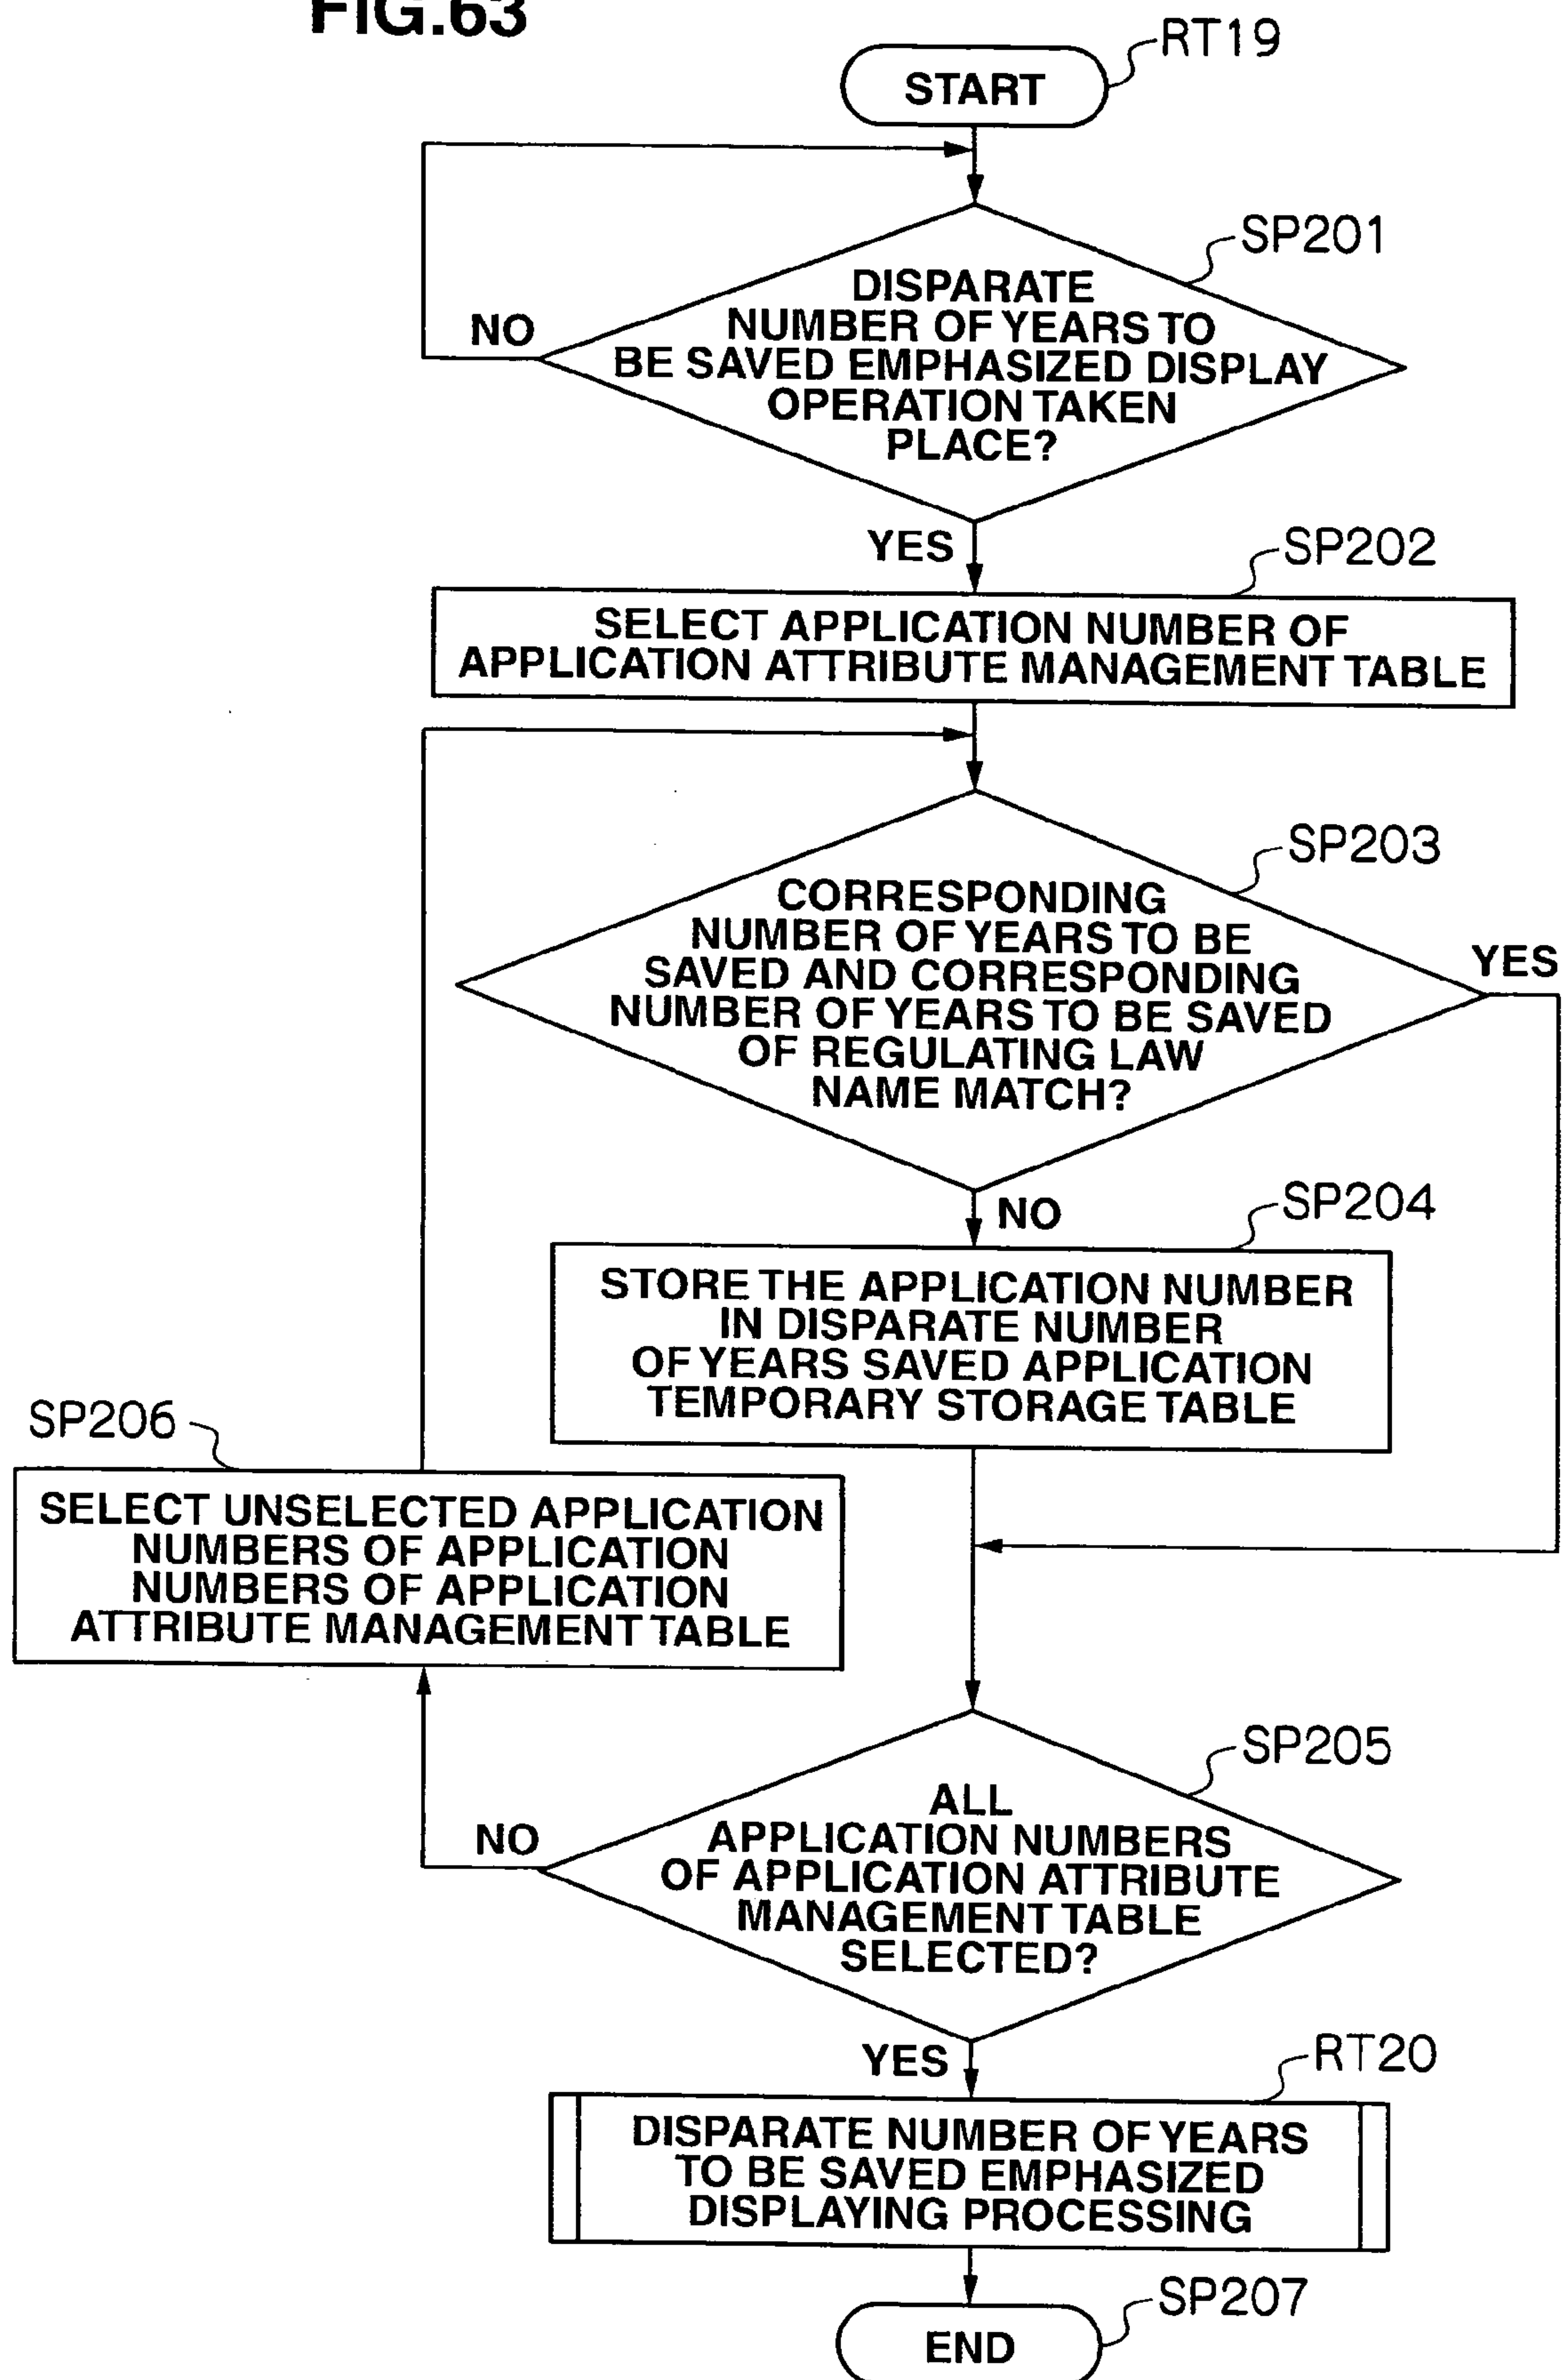 FIG.63
START
RT19
SP201
DISPARATE
NUMBER OF YEARS TO
BE SAVED EMPHASIZED DISPLAY
OPERATION TAKEN
PLACE?
NO
YES
SP202
SELECT APPLICATION NUMBER OF
APPLICATION ATTRIBUTE MANAGEMENT TABLE
SP203
CORRESPONDING
NUMBER OF YEARS TO BE
SAVED AND CORRESPONDING
NUMBER OF YEARS TO BE SAVED
OF REGULATING LAW
NAME MATCH?
YES
NO
SP204
STORE THE APPLICATION NUMBER
IN DISPARATE NUMBER
OF YEARS SAVED APPLICATION
TEMPORARY STORAGE TABLE
SP206
SELECT UNSELECTED APPLICATION
NUMBERS OF APPLICATION
NUMBERS OF APPLICATION
ATTRIBUTE MANAGEMENT TABLE
SP205
ALL
APPLICATION NUMBERS
OF APPLICATION ATTRIBUTE
MANAGEMENT TABLE
SELECTED?
NO
YES
RT20
DISPARATE NUMBER OF YEARS
TO BE SAVED EMPHASIZED
DISPLAYING PROCESSING
SP207
END